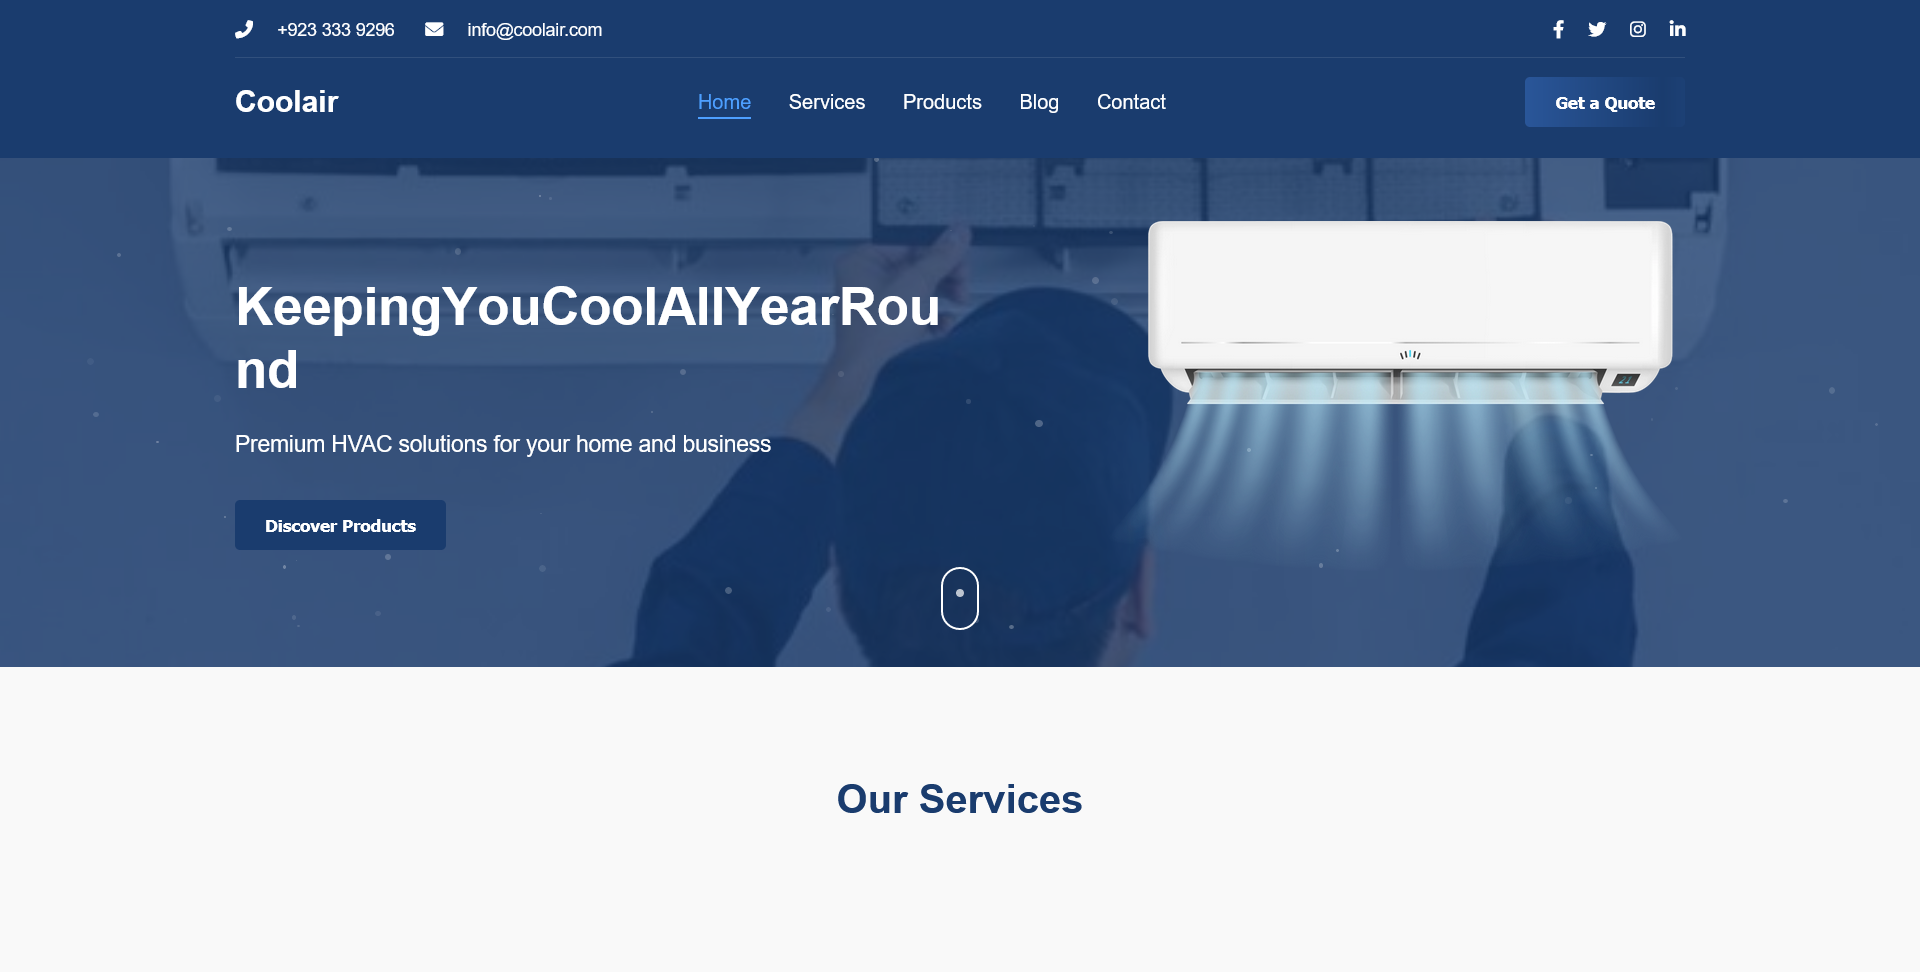 +923 333 9296 info@coolair.com
Coolair
Home Services Products Blog Contact
Get a Quote
KeepingYouCoolAllYearRou
nd
Premium HVAC solutions for your home and business
Discover Products
Our Services